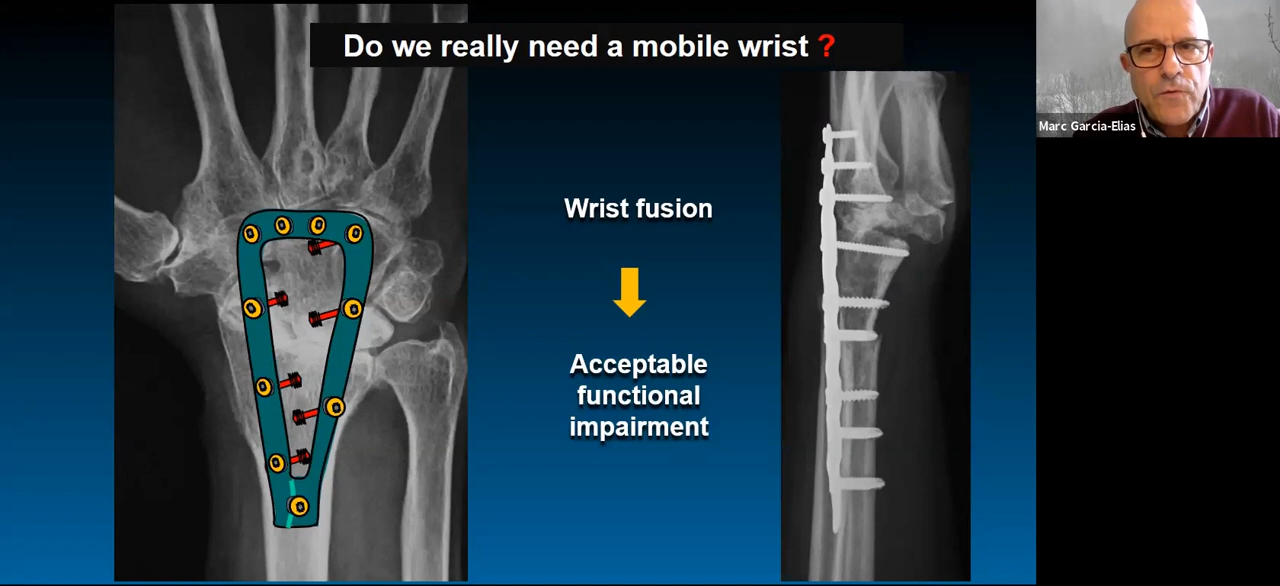 Do we really need a mobile wrist ?
Marc Garcia-Elias
Wrist fusion
Acceptable
functional
impairment